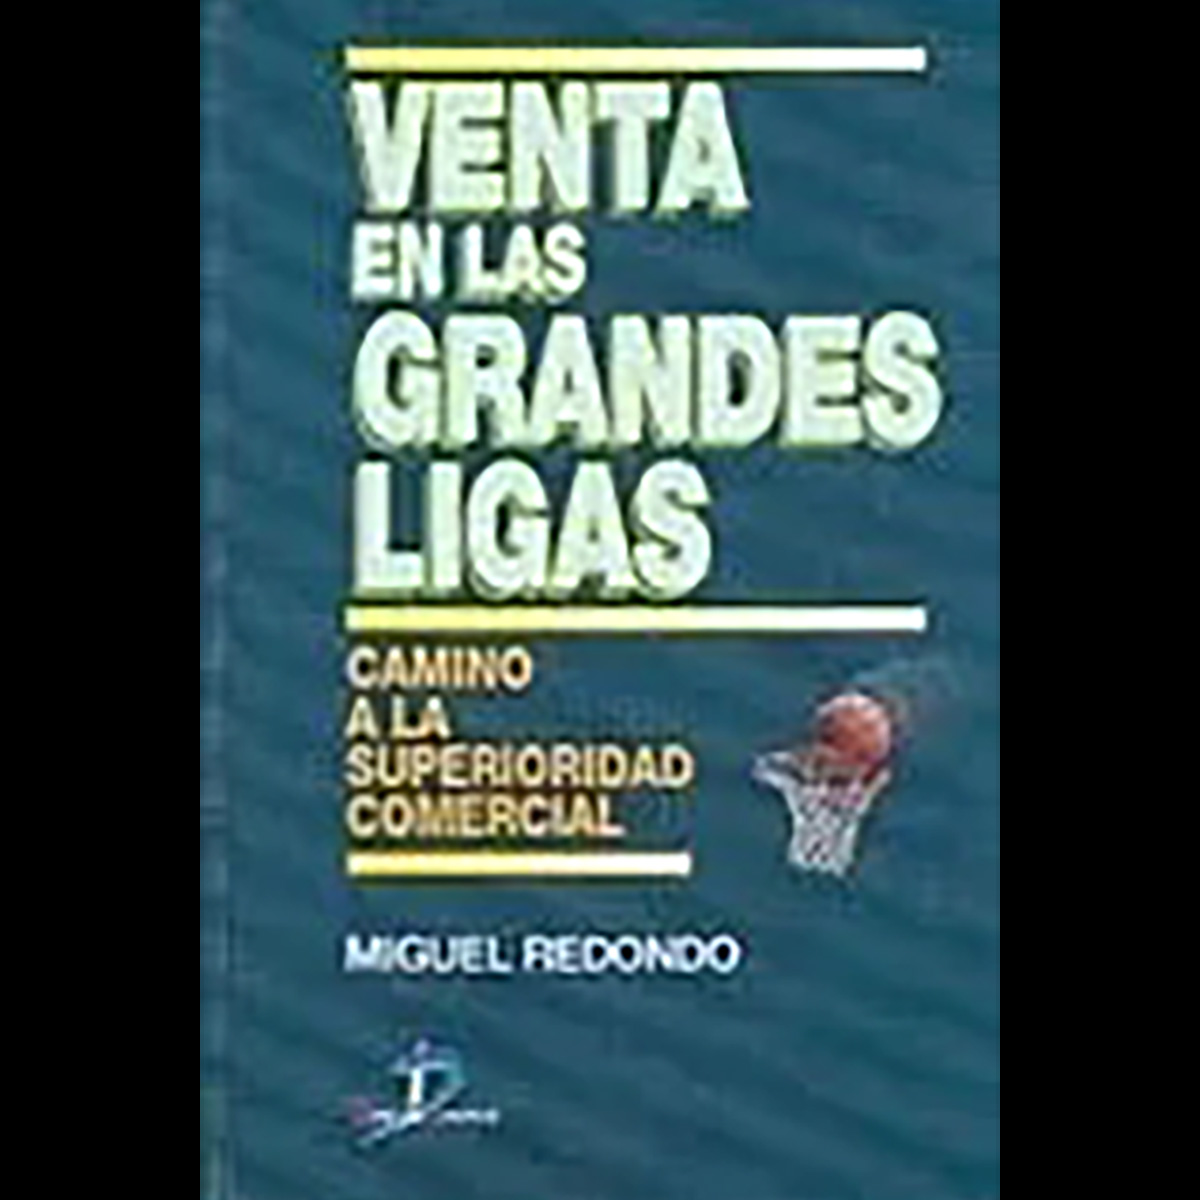 VENTA
EN LAS
GRANDES
LIGAS
CAMINO
A LA
SUPERIORIDAD
COMERCIAL
MIGUEL REDONDO